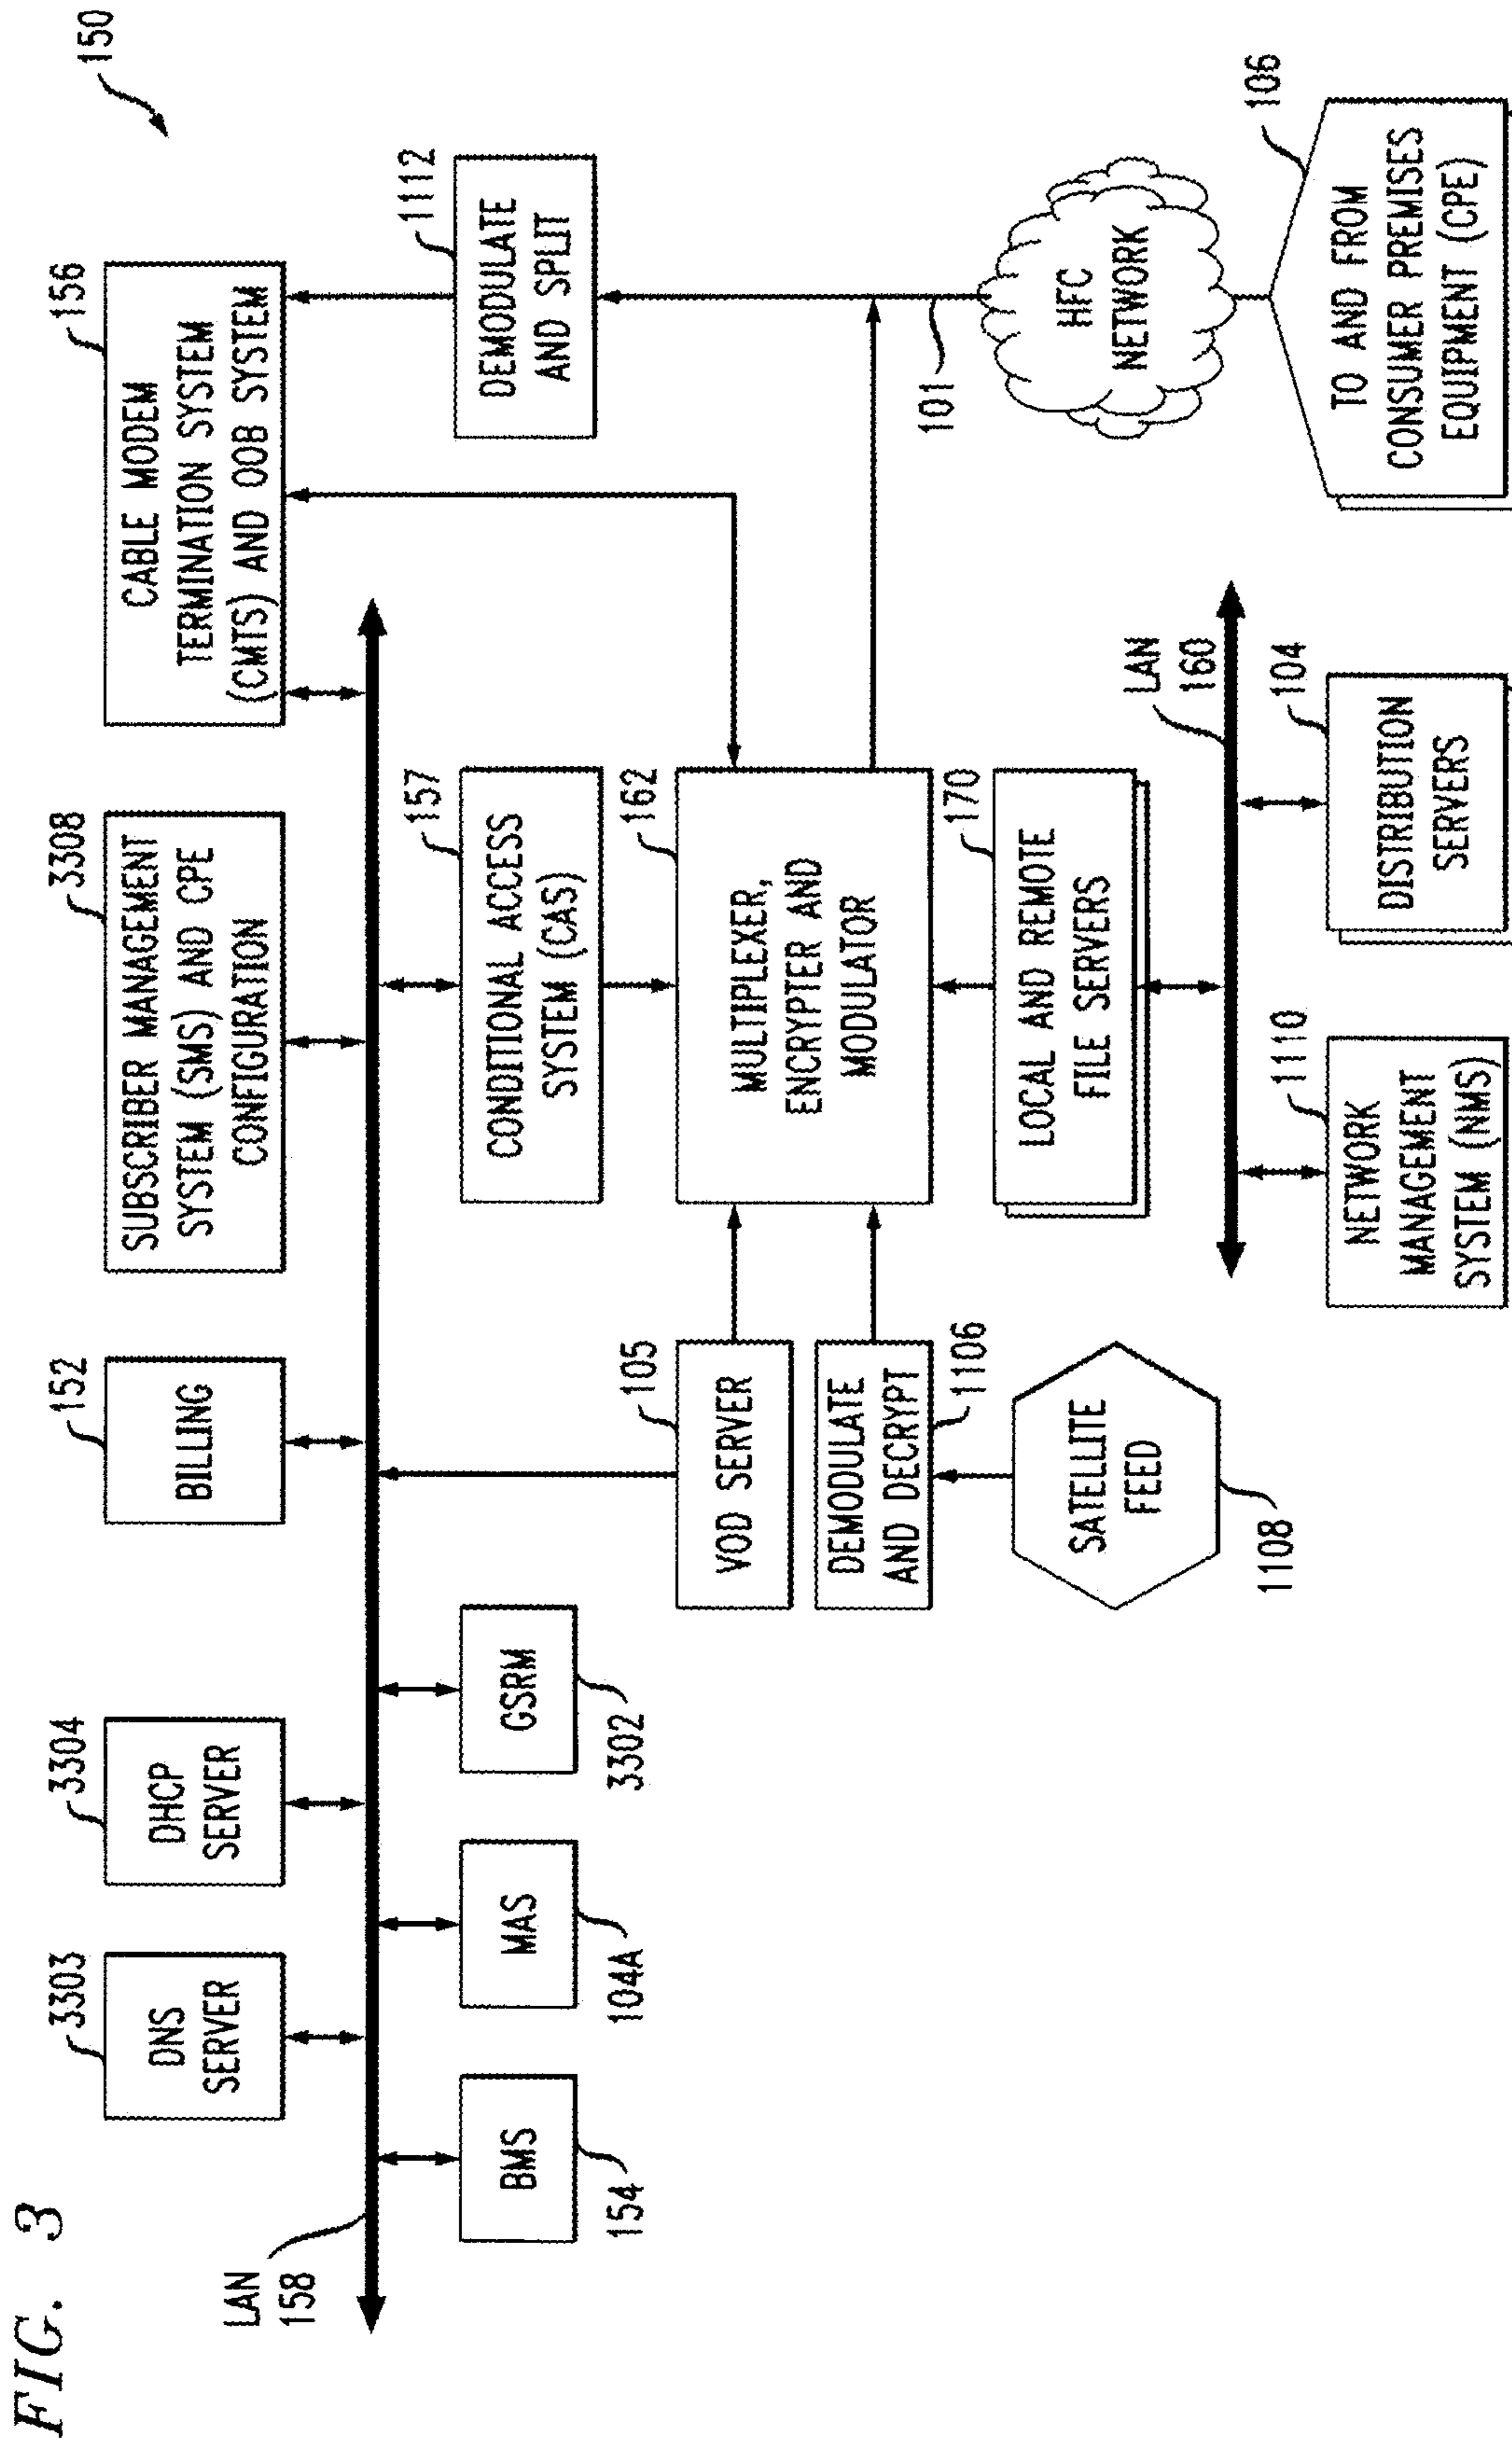 FIG. 3
150
3303
DNS
SERVER
3304
DHCP
SERVER
152
BILLING
3308
SUBSCRIBER MANAGEMENT
SYSTEM (SMS) AND CPE
CONFIGURATION
156
CABLE MODEM
TERMINATION SYSTEM
(CMTS) AND OOB SYSTEM
LAN
158
BMS
154
MAS
104A
GSRM
3302
157
CONDITIONAL ACCESS
SYSTEM (CAS)
1112
DEMODULATE
AND SPLIT
105
VOD SERVER
162
MULTIPLEXER,
ENCRYPTER AND
MODULATOR
DEMODULATE
AND DECRYPT
1106
SATELLITE
FEED
1108
170
LOCAL AND REMOTE
FILE SERVERS
101
HFC
NETWORK
LAN
160
1110
NETWORK
MANAGEMENT
SYSTEM (NMS)
104
DISTRIBUTION
SERVERS
106
TO AND FROM
CONSUMER PREMISES
EQUIPMENT (CPE)